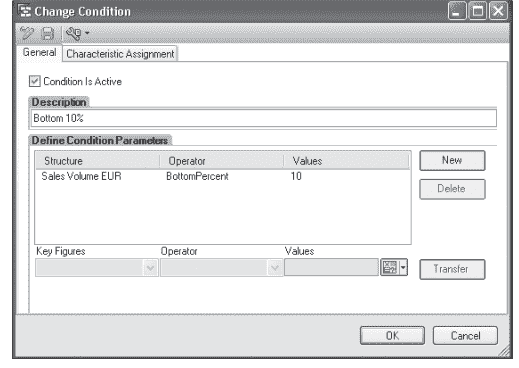 Change Condition
General Characteristic Assignment
Condition Is Active
Description
Bottom 10%
Define Condition Parameters
Structure Operator Values
Sales Volume EUR BottomPercent 10
New
Delete
Key Figures Operator Values
Transfer
OK Cancel